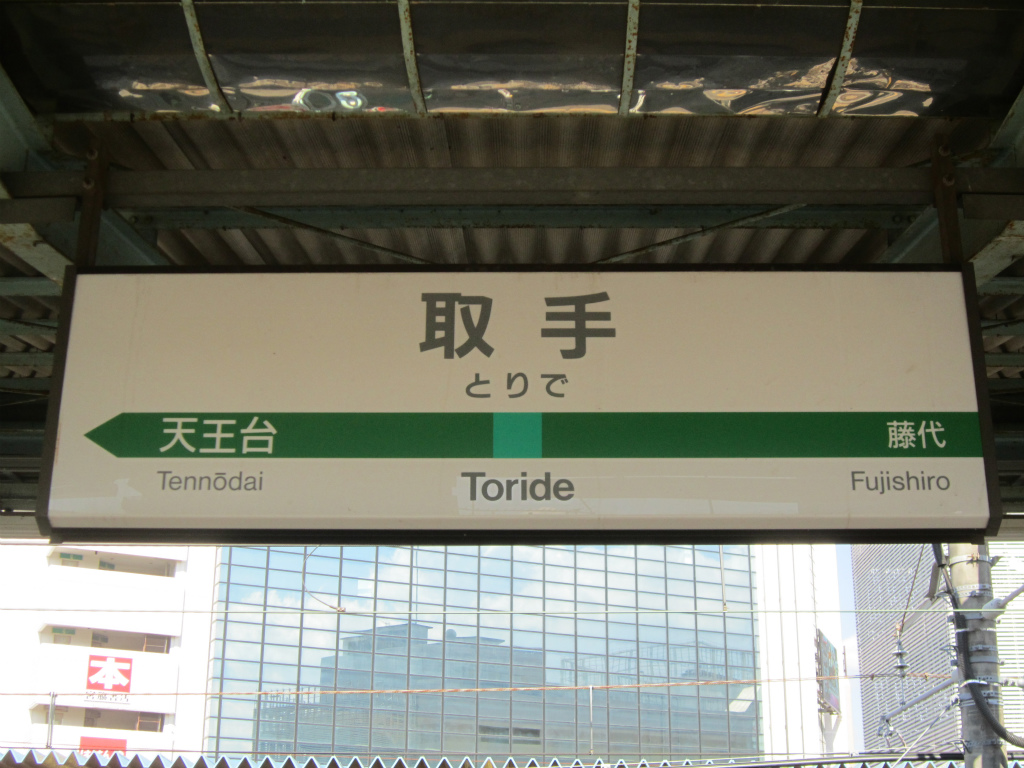 取手
とりで
天王台 藤代
Tennōdai Toride Fujishiro
本